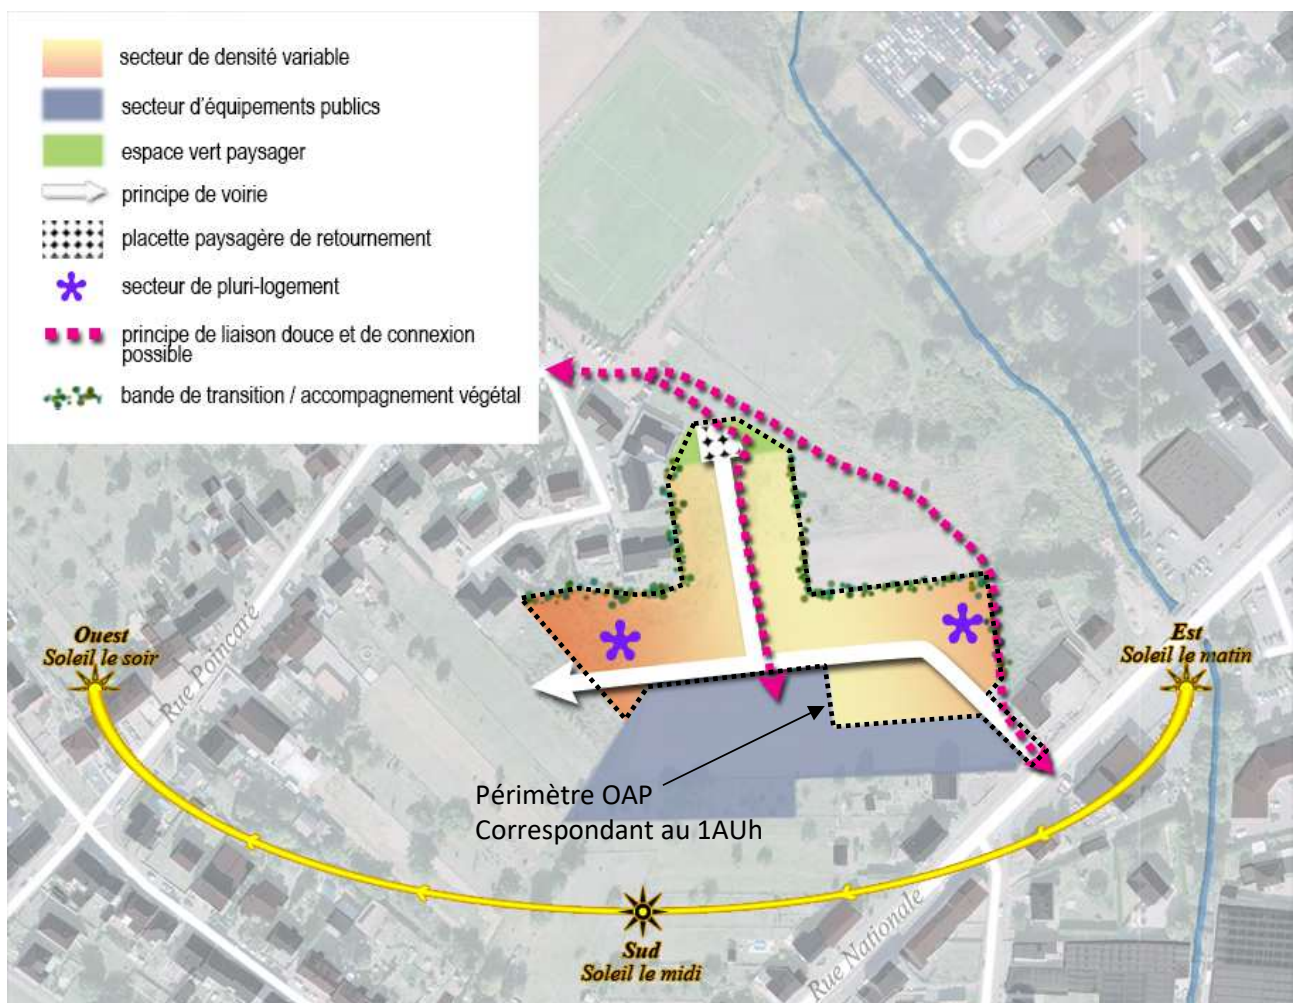 secteur de densité variable
secteur d'équipements publics
espace vert paysager
principe de voirie
placette paysagère de retournement
secteur de pluri-logement
principe de liaison douce et de connexion
possible
bande de transition / accompagnement végétal
Rue Poincaré
Ouest
Soleil le soir
Est
Soleil le matin
Périmètre OAP
Correspondant au 1AUh
Rue Nationale
Sud
Soleil le midi